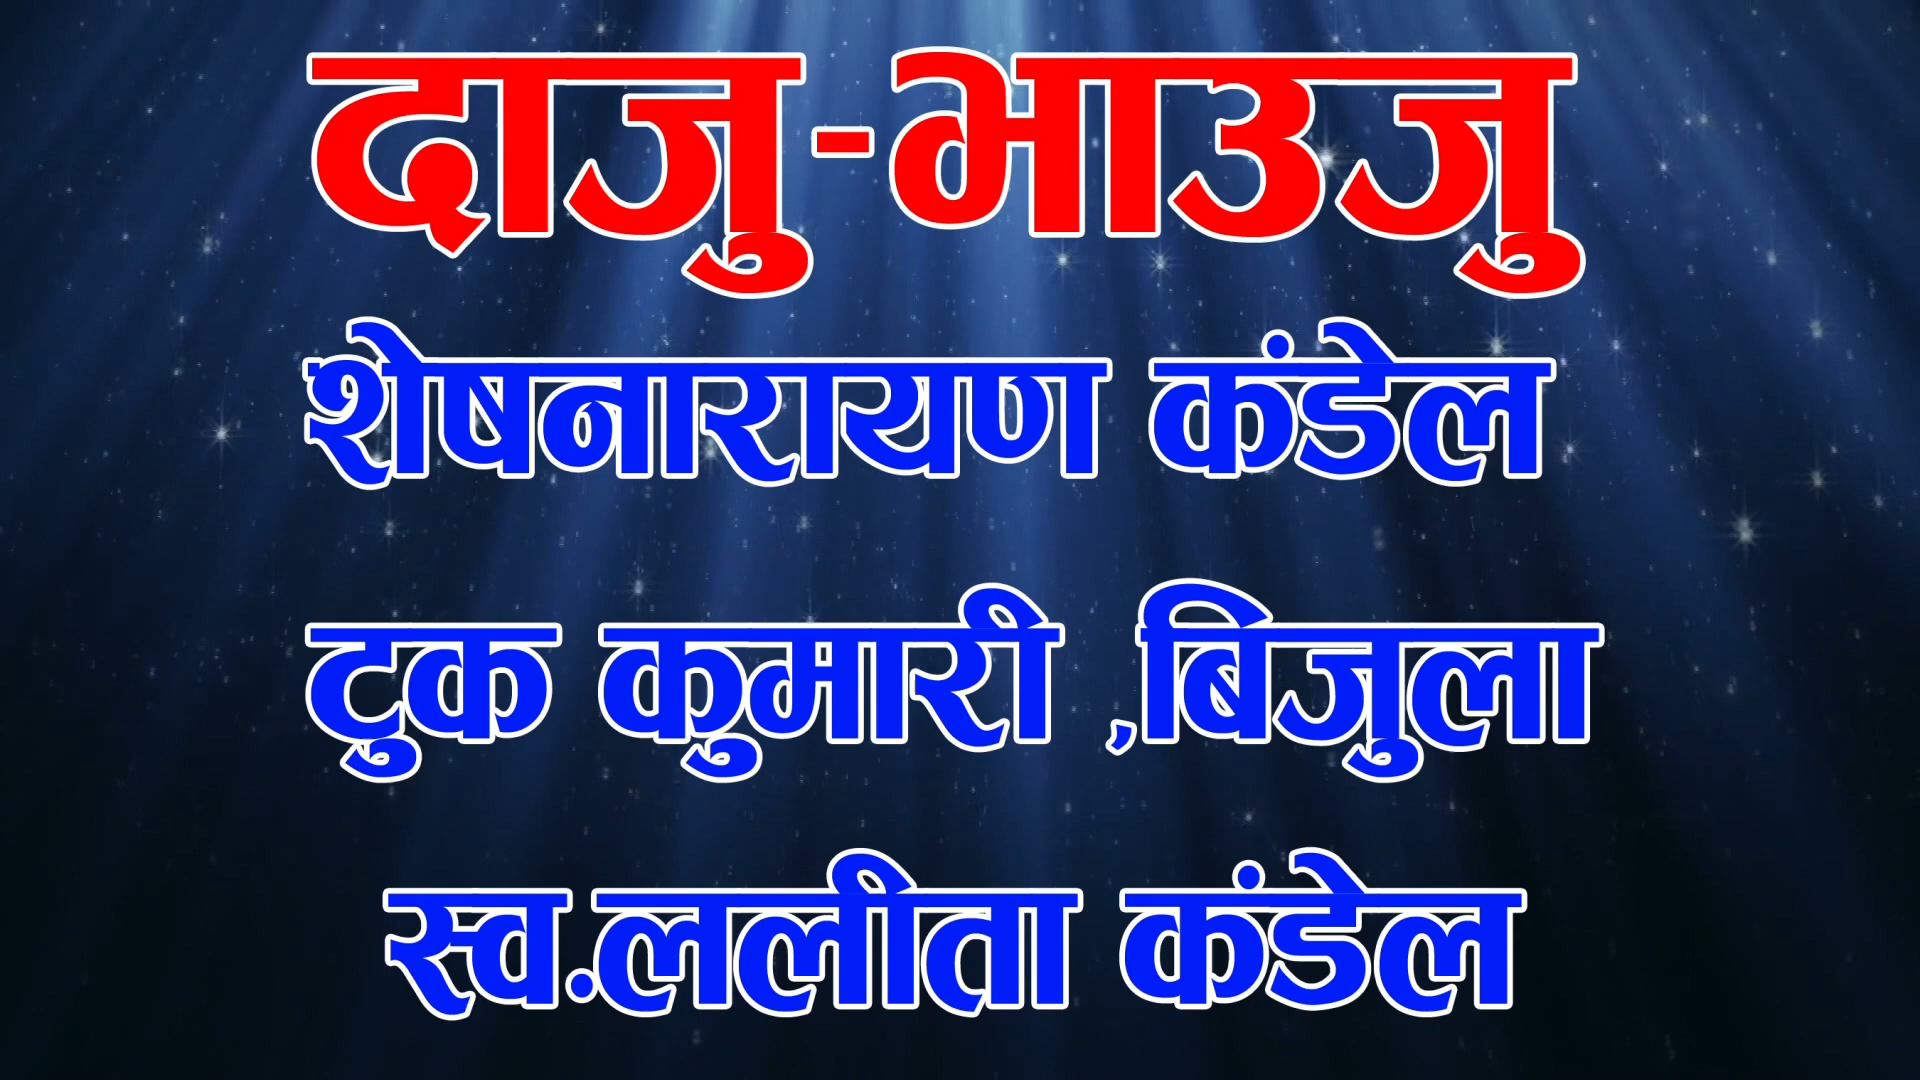 दाजु-भाउजु
शेषनारायण कंडेल
टुक कुमारी ,बिजुला
स्व.ललीता कंडेल